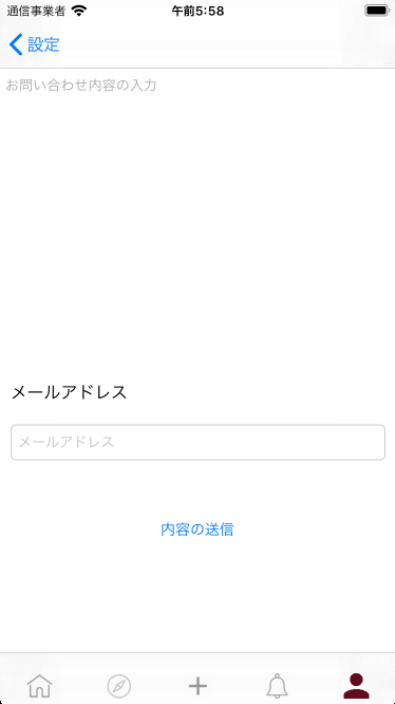 通信事業者 午前5:58
設定
お問い合わせ内容の入力
メールアドレス
メールアドレス
内容の送信